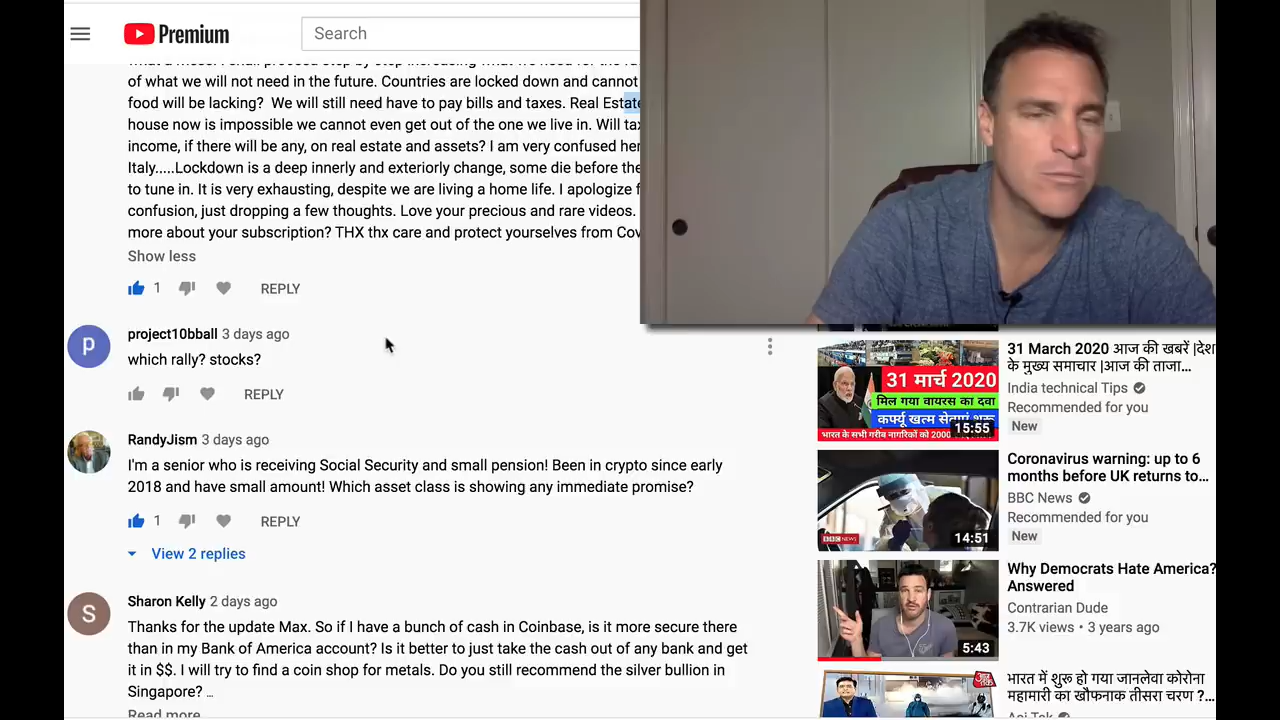 Premium
Search
of what we will not need in the future. Countries are locked down and cannot
food will be lacking? We will still need have to pay bills and taxes. Real Estate
house now is impossible we cannot even get out of the one we live in. Will
income, if there will be any, on real estate and assets? I am very confused
Italy.....Lockdown is a deep innerly and exteriorly change, some die before the
to tune in. It is very exhausting, despite we are living a home life. I apologize
confusion, just dropping a few thoughts. Love your precious and rare videos.
more about your subscription? THX thx care and protect yourselves from
Show less
1
REPLY
P
project10bball 3 days ago
which rally? stocks?
REPLY
RandyJism 3 days ago
I'm a senior who is receiving Social Security and small pension! Been in crypto since early
2018 and have small amount! Which asset class is showing any immediate promise?
1
REPLY
View 2 replies
S
Sharon Kelly 2 days ago
Thanks for the update Max. So if I have a bunch of cash in Coinbase, is it more secure there
than in my Bank of America account? Is it better to just take the cash out of any bank and get
it in $$. I will try to find a coin shop for metals. Do you still recommend the silver bullion in
Singapore? ...
Read more
31 मार्च 2020
मिल गया वायरस का दवा
कर्फ्यू खत्म सेवाएं शुरू
15:55
31 March 2020 आज की खबरें |देश
के मुख्य समाचार |आज की ताजा...
India technical Tips
Recommended for you
New
BBC NEWS
14:51
Coronavirus warning: up to 6
months before UK returns to...
BBC News
Recommended for you
New
5:43
Why Democrats Hate America?
Answered
Contrarian Dude
3.7K views • 3 years ago
भारत में शुरू हो गया जानलेवा कोरोना
महामारी का खौफनाक तीसरा चरण ?...